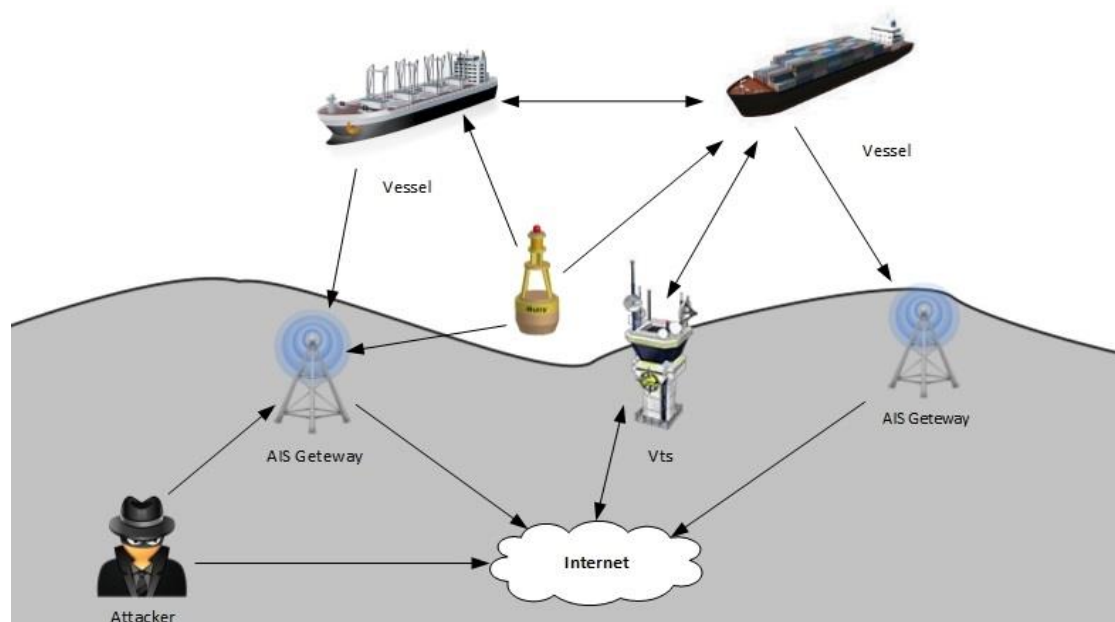 Vessel
Vessel
AIS Geteway
Vts
AIS Geteway
Internet
Attacker